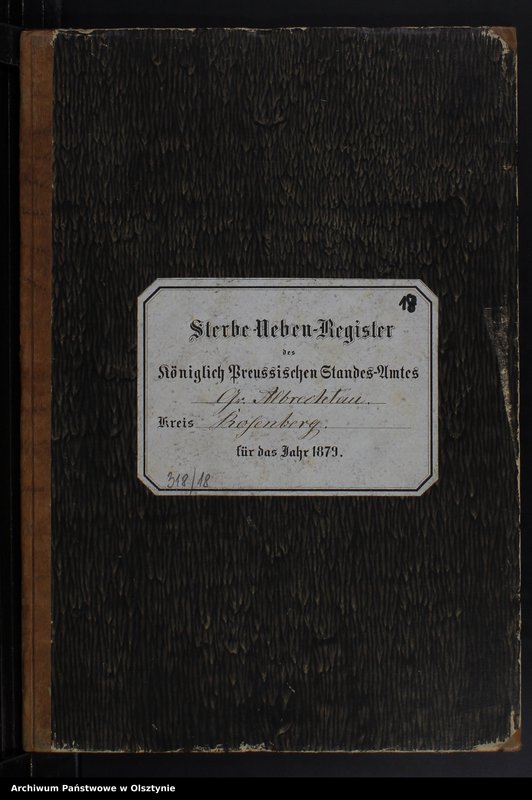 18
Sterbe-Neben-Register
des
Königlich Preussischen Standes-Amtes
Gr. Albrechtau.
Kreis Rosenberg.
für das Jahr 1879.
318/18
Archiwum Państwowe w Olsztynie